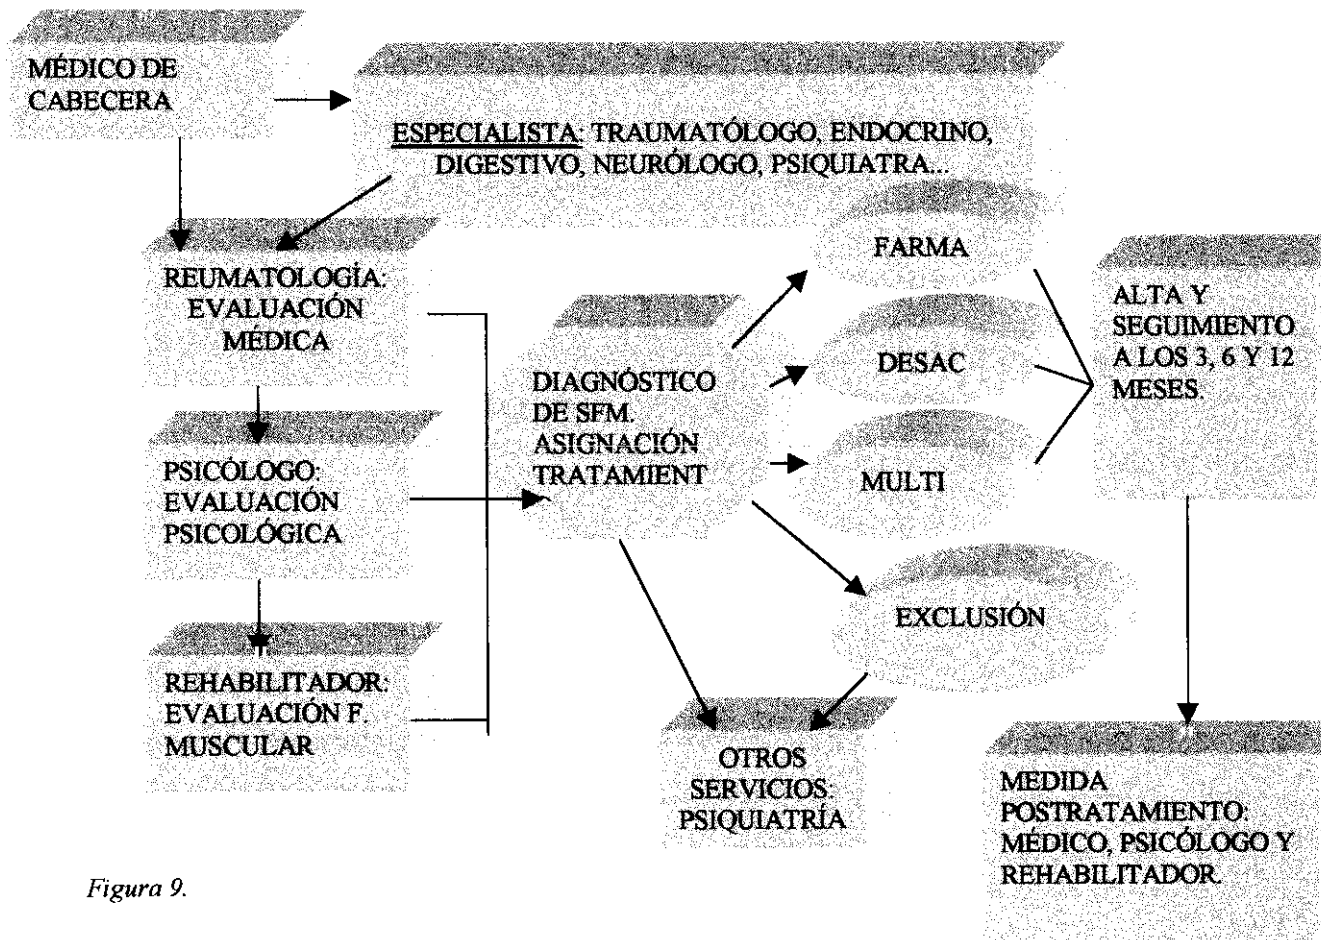 MÉDICO DE
CABECERA
ESPECIALISTA: TRAUMATÓLOGO, ENDOCRINO,
DIGESTIVO, NEURÓLOGO, PSIQUIATRA...
REUMATOLOGÍA:
EVALUACIÓN
MÉDICA
PSICÓLOGO:
EVALUACIÓN
PSICOLÓGICA
REHABILITADOR:
EVALUACIÓN F.
MUSCULAR
DIAGNÓSTICO
DE SFM.
ASIGNACIÓN
TRATAMIENT
FARMA
DESAC
MULTI
EXCLUSIÓN
OTROS
SERVICIOS:
PSIQUIATRÍA
ALTA Y
SEGUIMIENTO
A LOS 3, 6 Y 12
MESES.
MEDIDA
POSTRATAMIENTO:
MÉDICO, PSICÓLOGO Y
REHABILITADOR.
Figura 9.